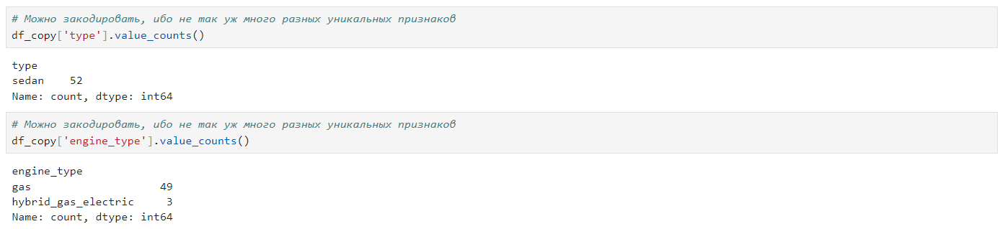 # Можно закодировать, ибо не так уж много разных уникальных признаков
df_copy['type'].value_counts()
type
sedan    52
Name: count, dtype: int64
# Можно закодировать, ибо не так уж много разных уникальных признаков
df_copy['engine_type'].value_counts()
engine_type
gas                    49
hybrid_gas_electric     3
Name: count, dtype: int64